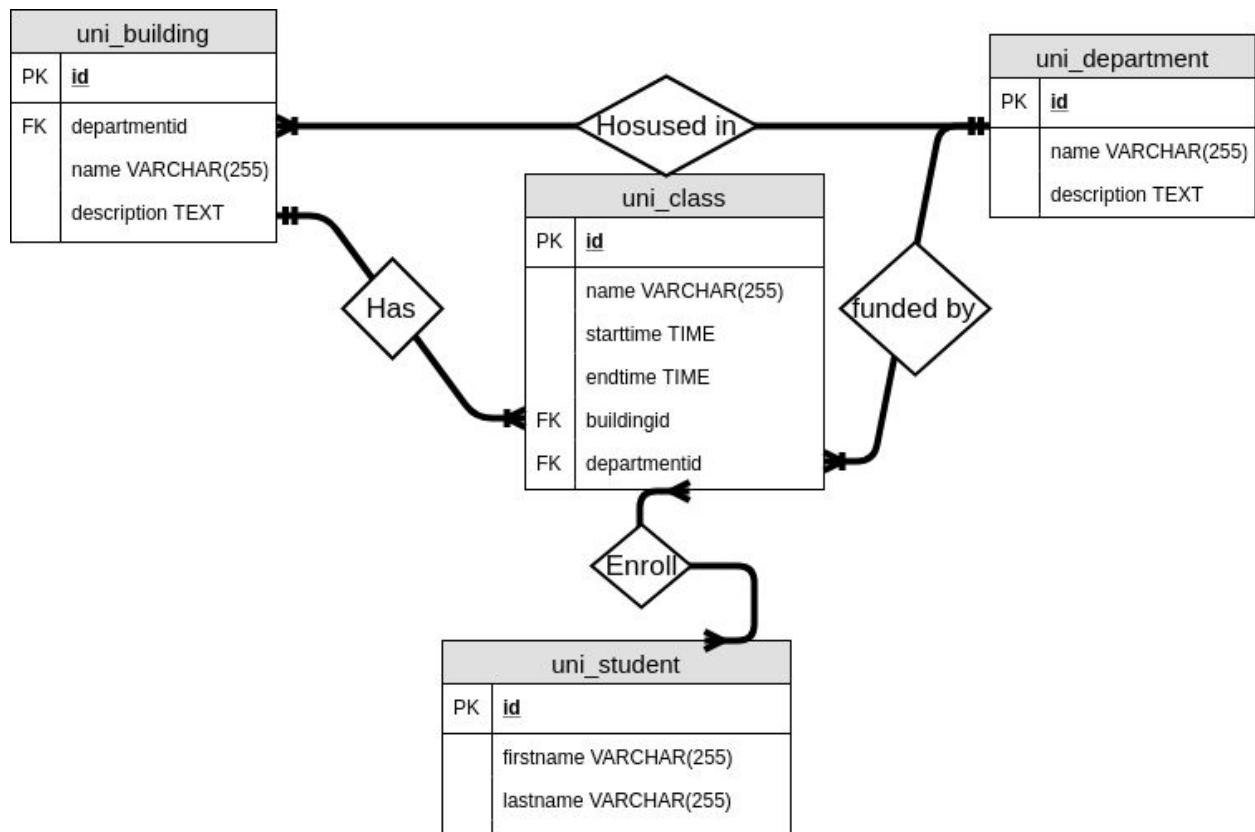 uni_building
PK id
FK departmentid
name VARCHAR(255)
description TEXT
Hosused in
uni_department
PK id
name VARCHAR(255)
description TEXT
uni_class
PK id
name VARCHAR(255)
starttime TIME
endtime TIME
FK buildingid
FK departmentid
Has
funded by
Enroll
uni_student
PK id
firstname VARCHAR(255)
lastname VARCHAR(255)